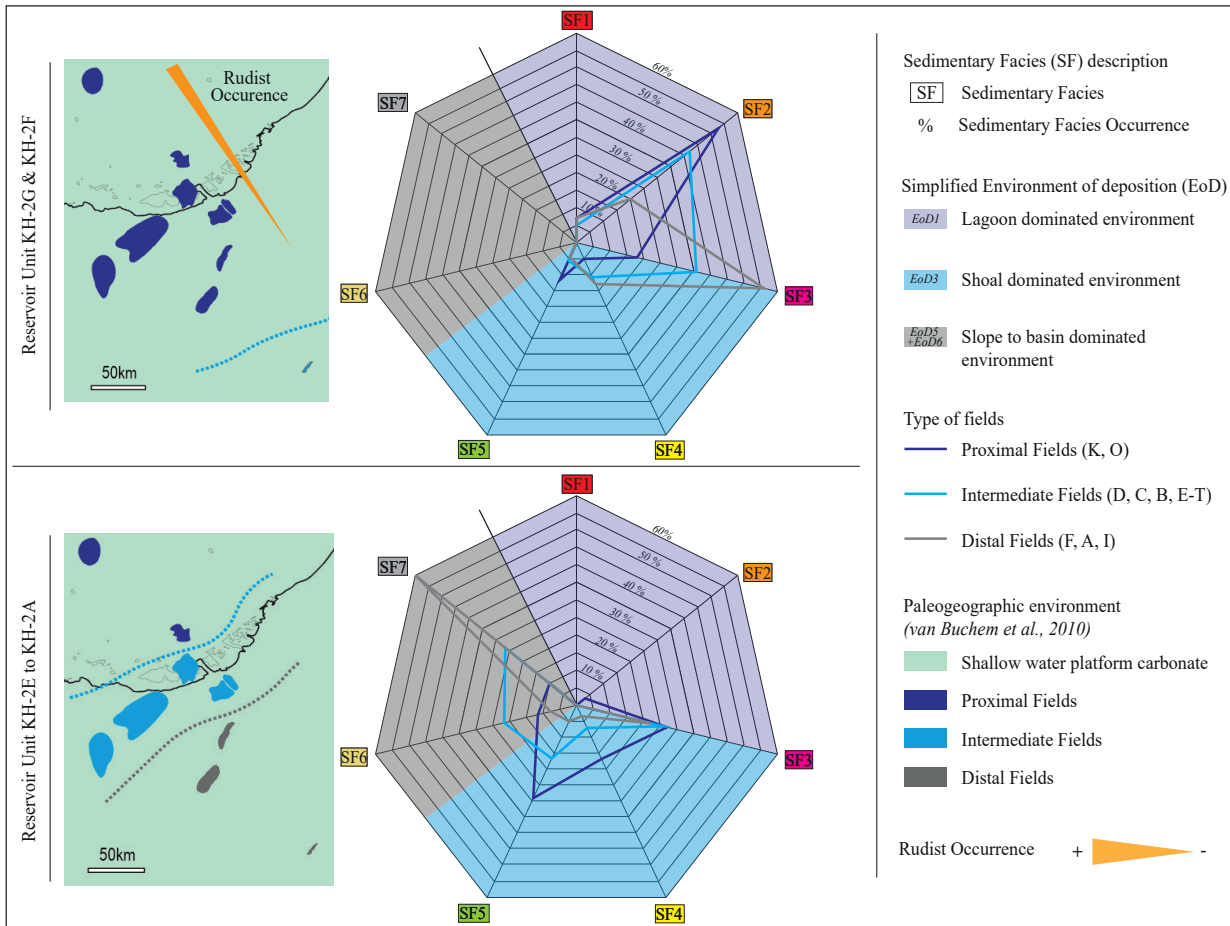 Reservoir Unit KH-2G & KH-2F
Rudist
Occurence
50km
SF1
SF2
SF3
SF4
SF5
SF6
SF7
60%
50 %
40 %
30 %
20 %
10 %
Reservoir Unit KH-2E to KH-2A
50km
SF1
SF2
SF3
SF4
SF5
SF6
SF7
60%
50 %
40 %
30 %
20 %
10 %
Sedimentary Facies (SF) description
SF Sedimentary Facies
% Sedimentary Facies Occurrence
Simplified Environment of deposition (EoD)
EoD1 Lagoon dominated environment
EoD3 Shoal dominated environment
EoD5
+EoD6
Slope to basin dominated
environment
Type of fields
Proximal Fields (K, O)
Intermediate Fields (D, C, B, E-T)
Distal Fields (F, A, I)
Paleogeographic environment
(van Buchem et al., 2010)
Shallow water platform carbonate
Proximal Fields
Intermediate Fields
Distal Fields
Rudist Occurrence + -